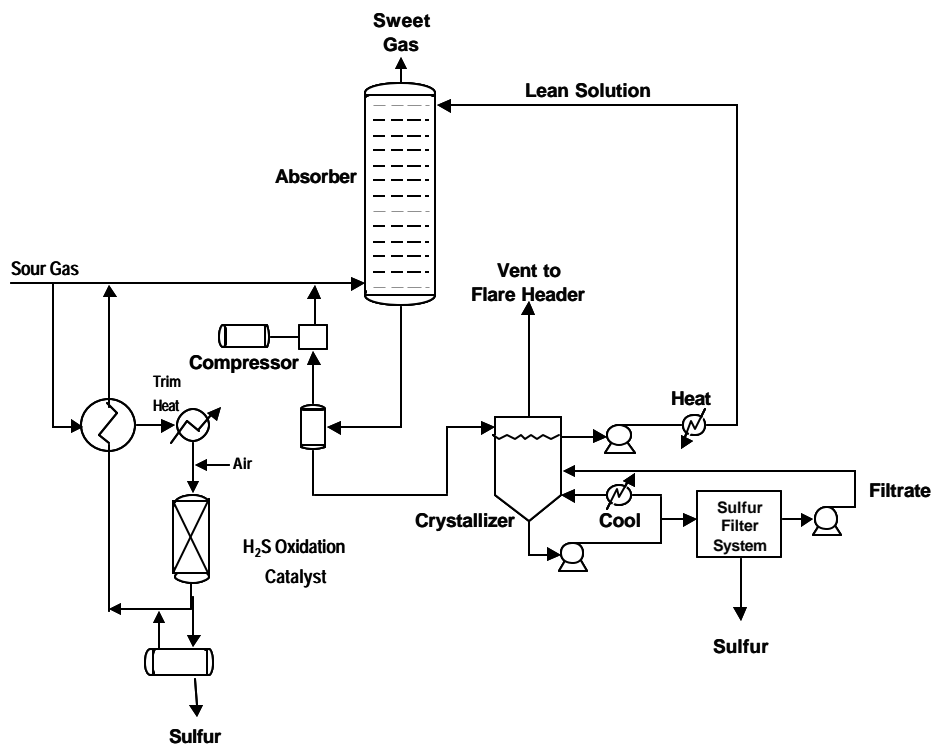 Sweet
Gas
Lean Solution
Absorber
Sour Gas
Vent to
Flare Header
Compressor
Trim
Heat
Heat
Air
Filtrate
Crystallizer
Cool
Sulfur
Filter
System
H₂S Oxidation
Catalyst
Sulfur
Sulfur